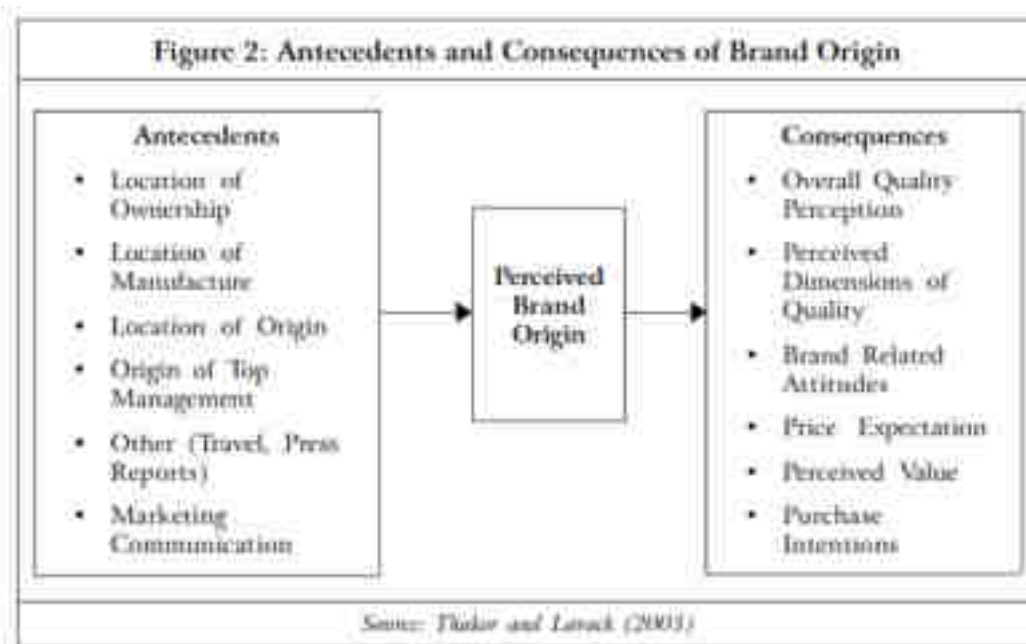 Figure 2: Antecedents and Consequences of Brand Origin
Antecedents
• Location of
Ownership
• Location of
Manufacture
• Location of Origin
• Origin of Top
Management
• Other (Travel, Press
Reports)
• Marketing
Communication
Perceived
Brand
Origin
Consequences
• Overall Quality
Perception
• Perceived
Dimensions of
Quality
• Brand Related
Attitudes
• Price Expectation
• Perceived Value
• Purchase
Intentions
Source: and (2003)